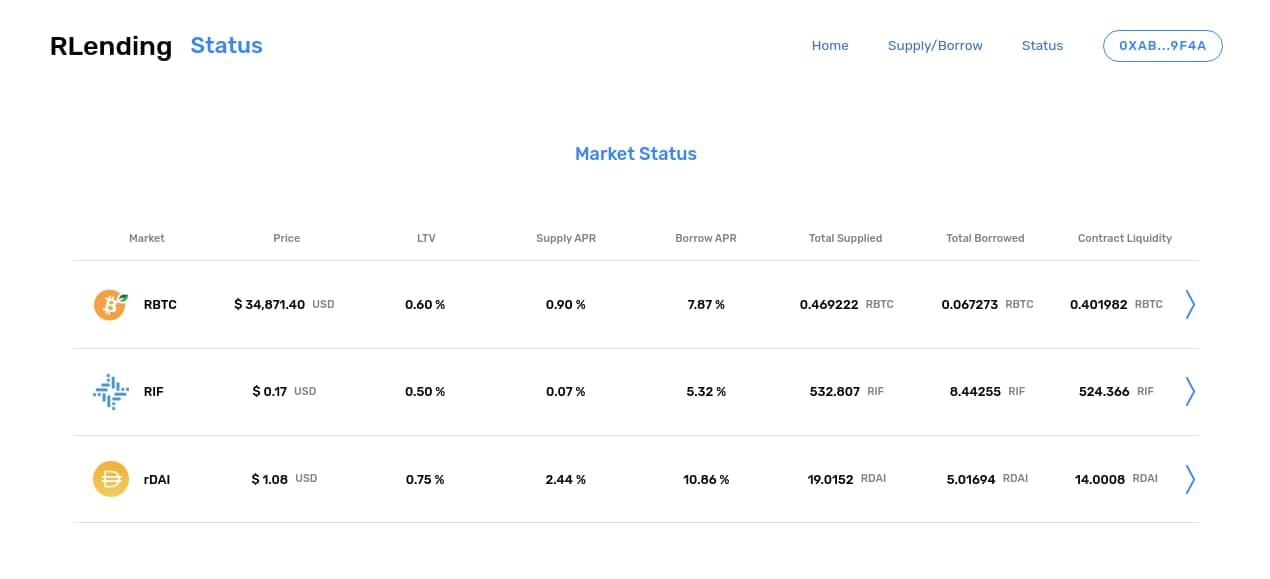 RLending Status Home Supply/Borrow Status 0XAB...9F4A
Market Status
Market Price LTV Supply APR Borrow APR Total Supplied Total Borrowed Contract Liquidity
RBTC $ 34,871.40 USD 0.60 % 0.90 % 7.87 % 0.469222 RBTC 0.067273 RBTC 0.401982 RBTC
RIF $ 0.17 USD 0.50 % 0.07 % 5.32 % 532.807 RIF 8.44255 RIF 524.366 RIF
rDAI $ 1.08 USD 0.75 % 2.44 % 10.86 % 19.0152 RDAI 5.01694 RDAI 14.0008 RDAI